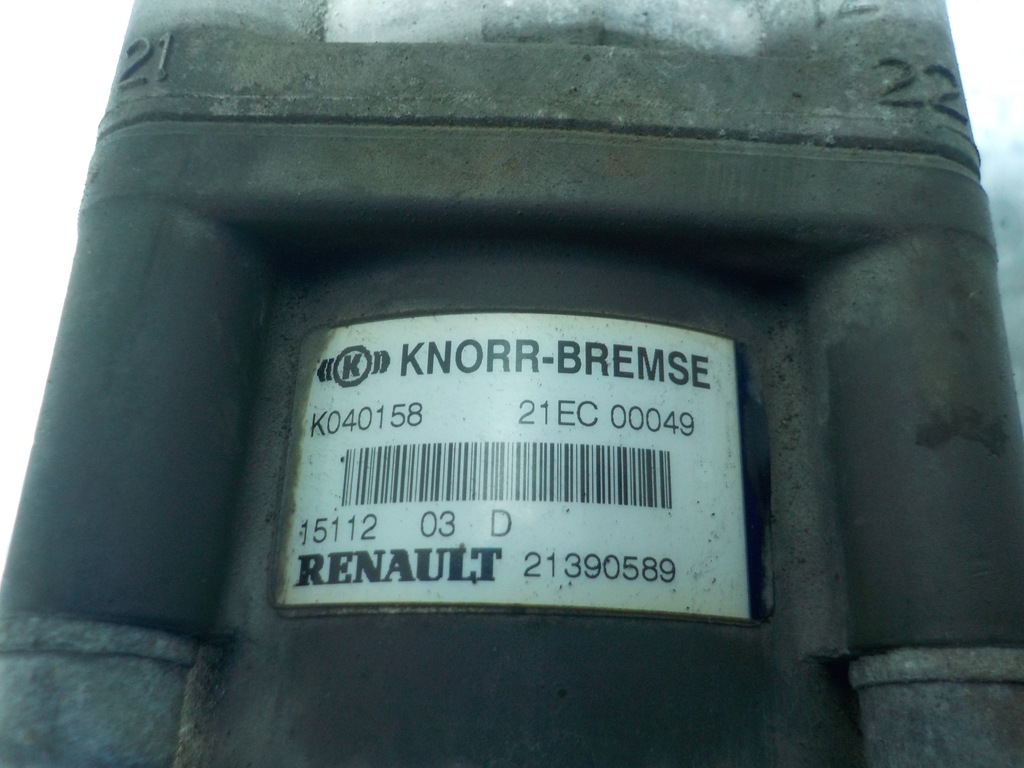 21
22
«K» KNORR-BREMSE
K040158 21EC 00049
15112 03 D
RENAULT 21390589